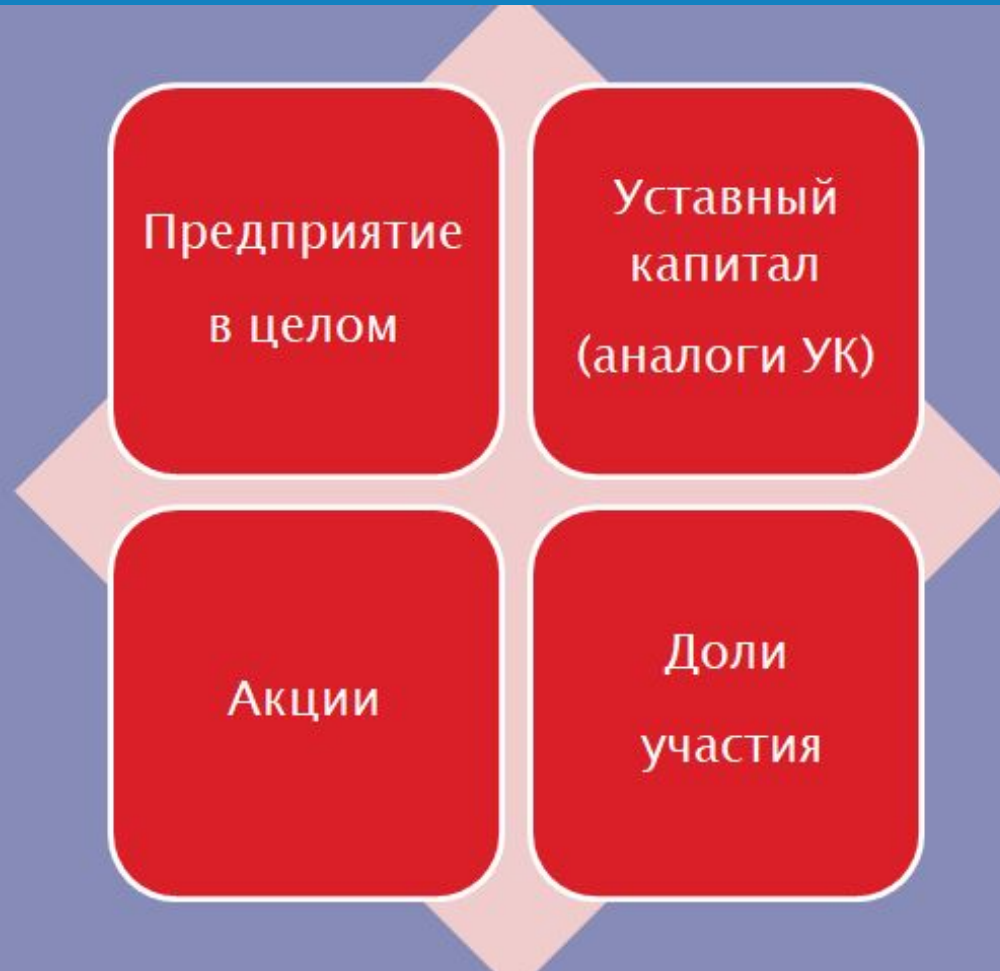 Предприятие
в целом
Уставный
капитал
(аналоги УК)
Акции
Доли
участия